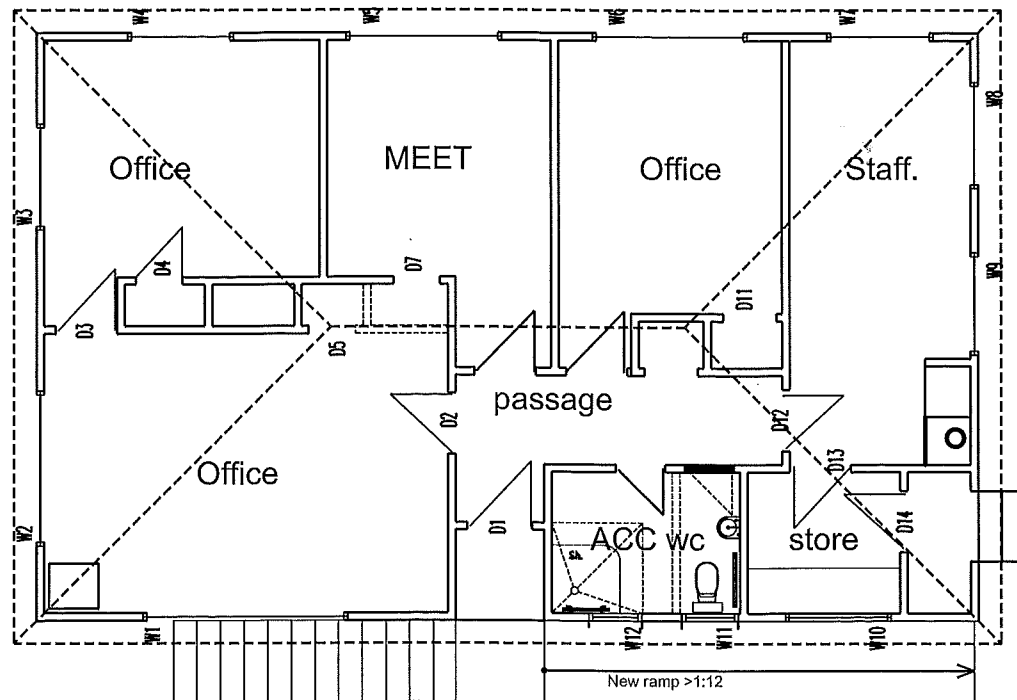 W4
W5
W6
W7
W8
Office
MEET
Office
Staff.
W3
D4
D7
W9
D3
D5
D11
passage
D2
D12
Office
D13
W2
D1
ACC wc
store
D14
W1
W12
W11
W10
New ramp >1:12